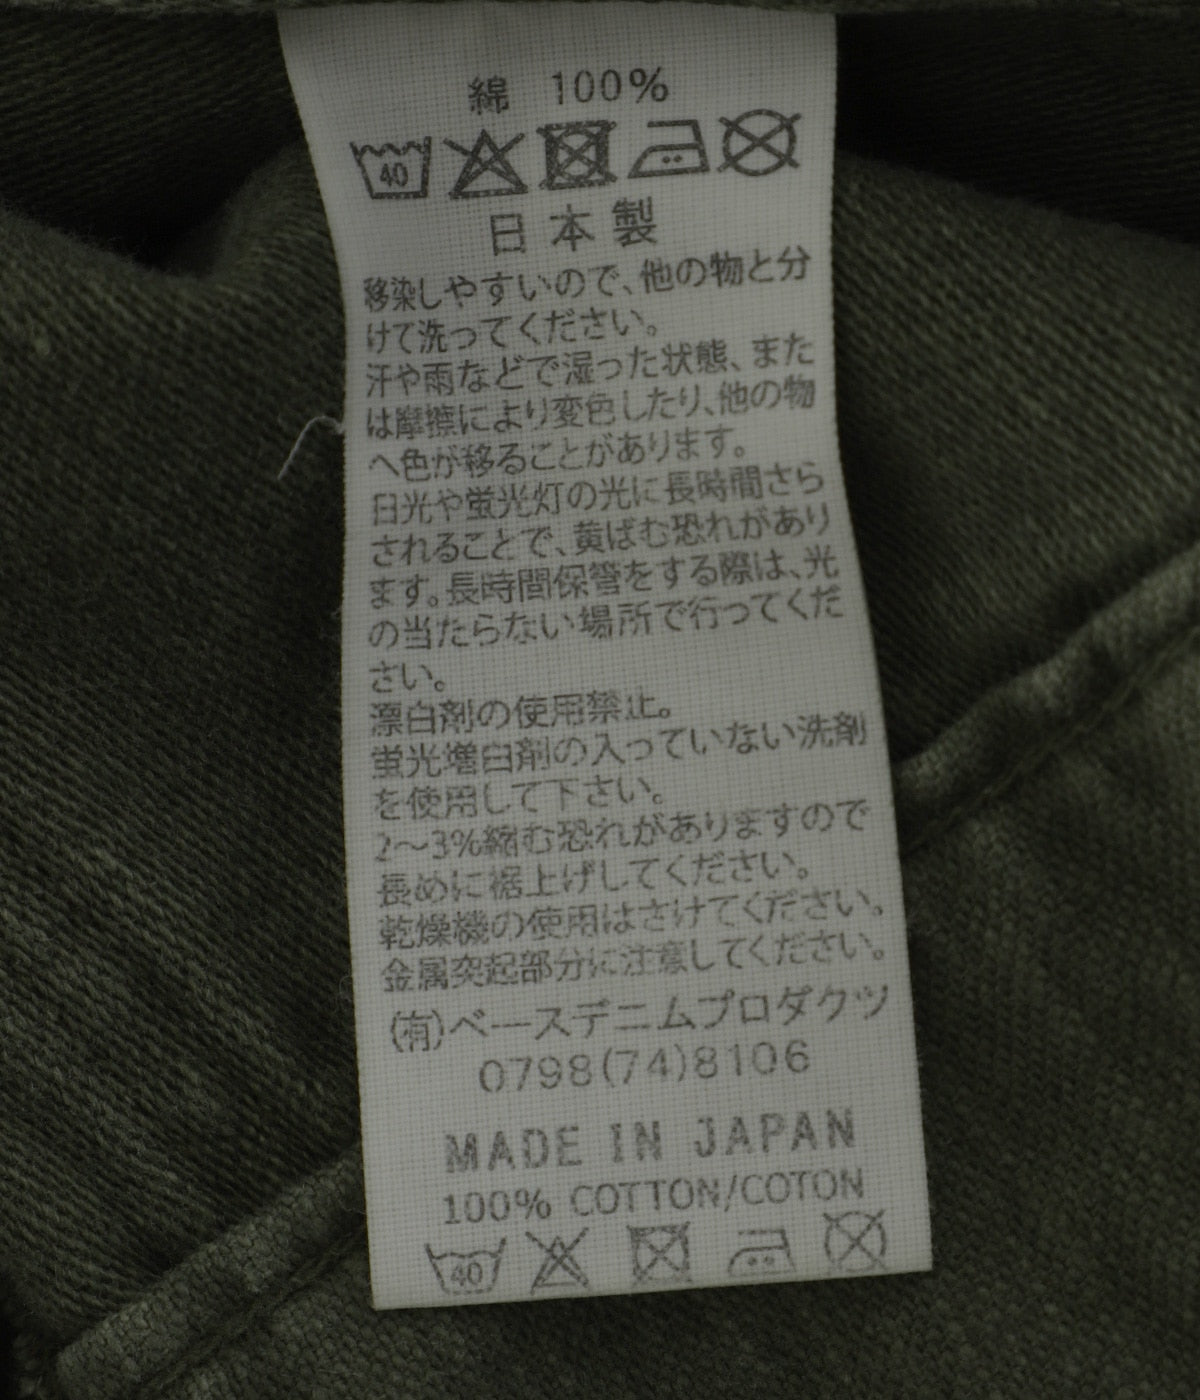 綿 100%
40
日本製
移染しやすいので、他の物と分
けて洗ってください。
汗や雨などで湿った状態、また
は摩擦により変色したり、他の物
へ色が移ることがあります。
日光や蛍光灯の光に長時間さら
されることで、黄ばむ恐れがあり
ます。長時間保管をする際は、光
の当たらない場所で行ってくだ
さい。
漂白剤の使用禁止。
蛍光増白剤の入っていない洗剤
を使用して下さい。
2〜3%縮む恐れがありますので
長めに裾上げしてください。
乾燥機の使用はさけてください。
金属突起部分に注意してください。
(有)ベースデニムプロダクツ
0798(74)8106
MADE IN JAPAN
100% COTTON/COTON
40